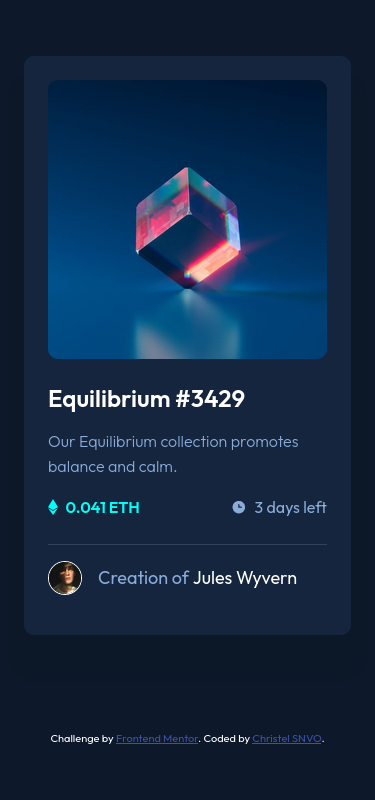 Equilibrium #3429
Our Equilibrium collection promotes
balance and calm.
0.041 ETH
3 days left
Creation of Jules Wyvern
Challenge by Frontend Mentor. Coded by Christel SNVO.